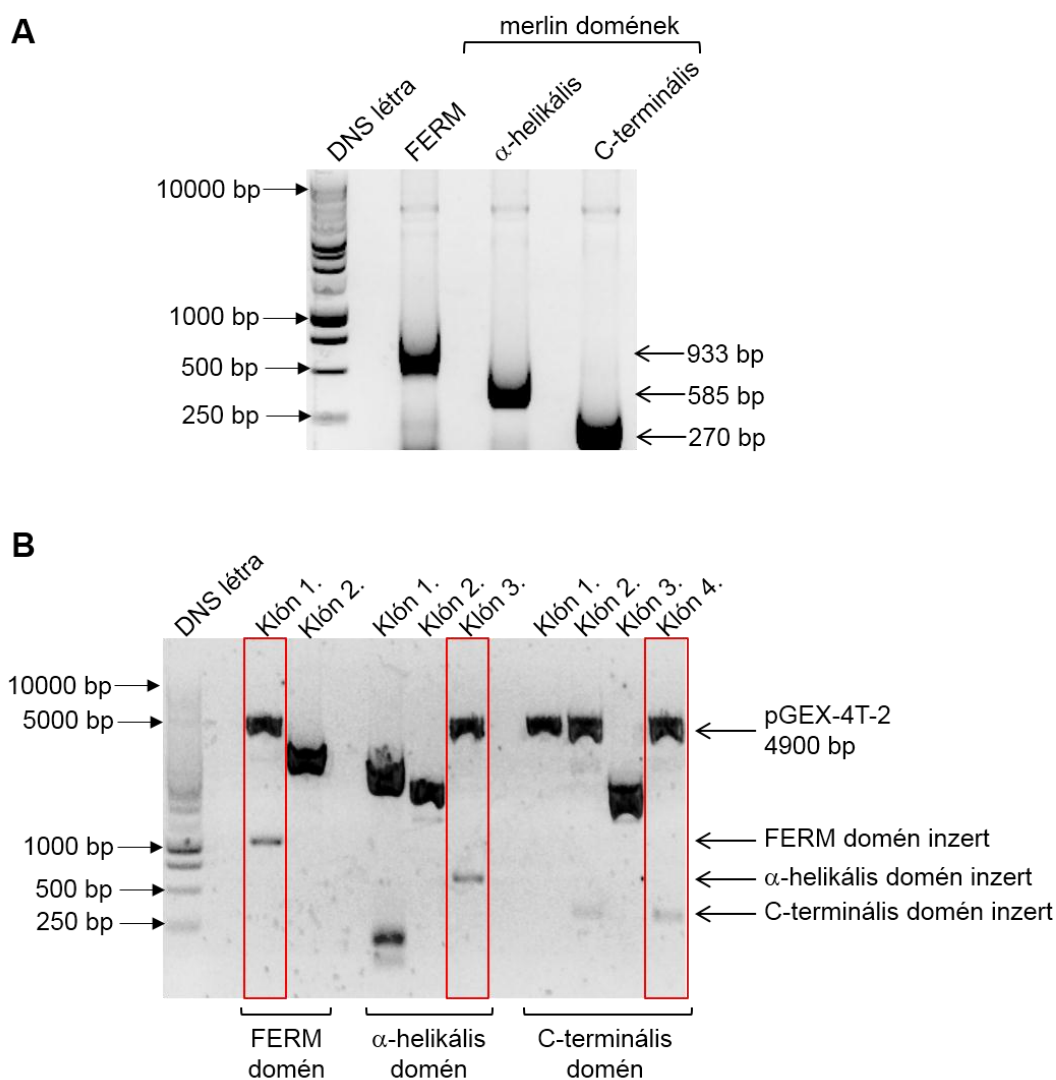 A
merlin domének
DNS létra
FERM
α-helikális
C-terminális
10000 bp
1000 bp
500 bp
250 bp
933 bp
585 bp
270 bp
B
DNS létra
Klón 1.
Klón 2.
Klón 1.
Klón 2.
Klón 3.
Klón 1.
Klón 2.
Klón 3.
Klón 4.
10000 bp
5000 bp
1000 bp
500 bp
250 bp
pGEX-4T-2
4900 bp
FERM domén inzert
α-helikális domén inzert
C-terminális domén inzert
FERM
domén
α-helikális
domén
C-terminális
domén